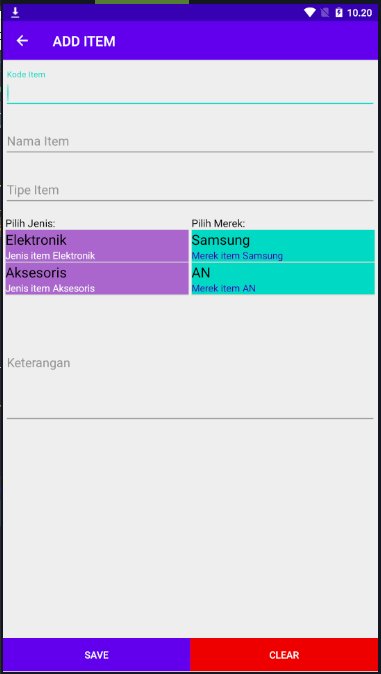 10.20
ADD ITEM
Kode Item
Nama Item
Tipe Item
Pilih Jenis:
Pilih Merek:
Elektronik
Jenis item Elektronik
Samsung
Merek item Samsung
Aksesoris
Jenis item Aksesoris
AN
Merek item AN
Keterangan
SAVE
CLEAR